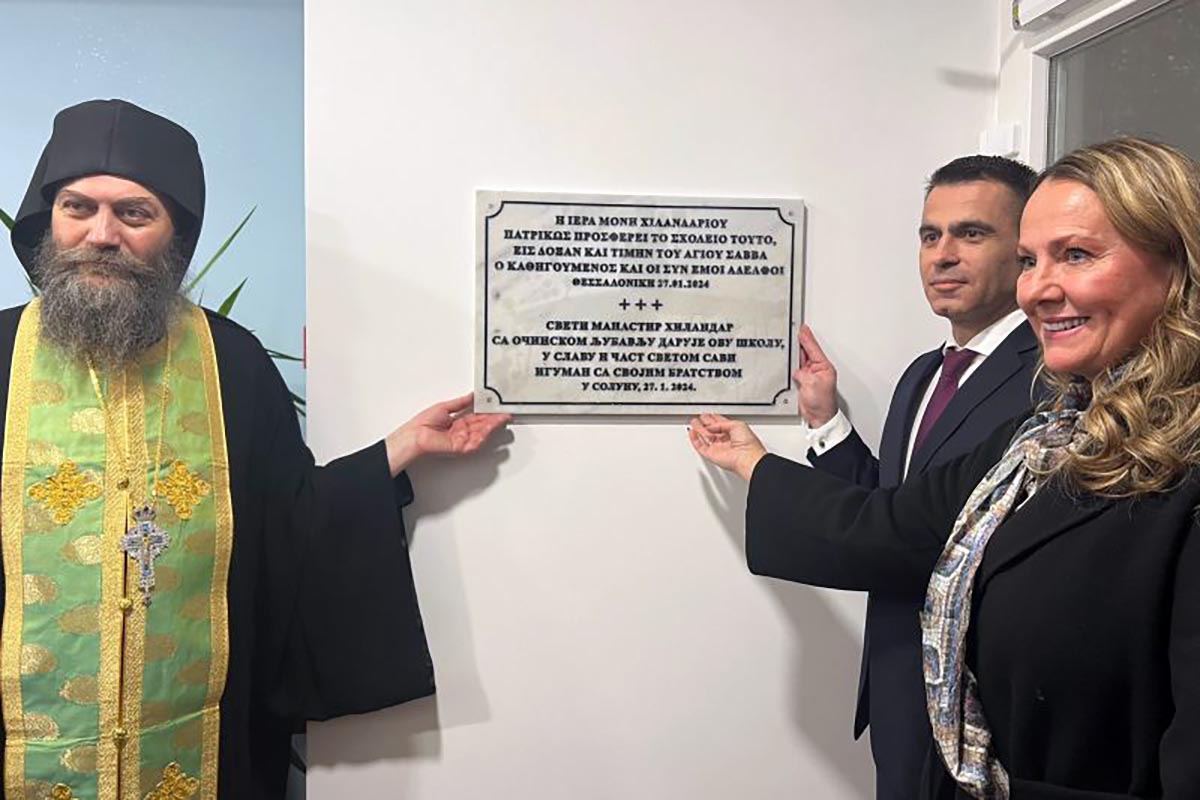 Η ΙΕΡΑ ΜΟΝΗ ΧΙΛΑΝΔΑΡΙΟΥ
ΠΑΤΡΙΚΩΣ ΠΡΟΣΦΕΡΕΙ ΤΟ ΣΧΟΛΕΙΟ ΤΟΥΤΟ,
ΕΙΣ ΔΟΞΑΝ ΚΑΙ ΤΙΜΗΝ ΤΟΥ ΑΓΙΟΥ ΣΑΒΒΑ
Ο ΚΑΘΗΓΟΥΜΕΝΟΣ ΚΑΙ ΟΙ ΣΥΝ ΕΜΟΙ ΑΔΕΛΦΟΙ
ΘΕΣΣΑΛΟΝΙΚΗ 27.01.2024
+++
СВЕТИ МАНАСТИР ХИЛАНДАР
СА ОЧИНСКОМ ЉУБАВЉУ ДАРУЈЕ ОВУ ШКОЛУ,
У СЛАВУ И ЧАСТ СВЕТОМ САВИ
ИГУМАН СА СВОЈИМ БРАТСТВОМ
У СОЛУНУ, 27. 1. 2024.